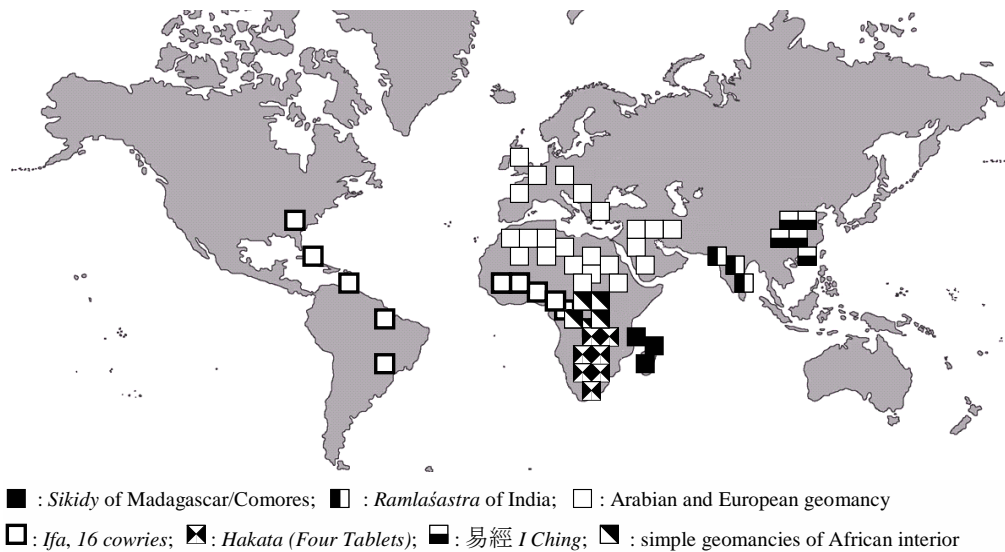 : Sikidy of Madagascar/Comores; : Ramlaśastra of India; : Arabian and European geomancy
: Ifa, 16 cowries; : Hakata (Four Tablets); : 易經 I Ching; : simple geomancies of African interior